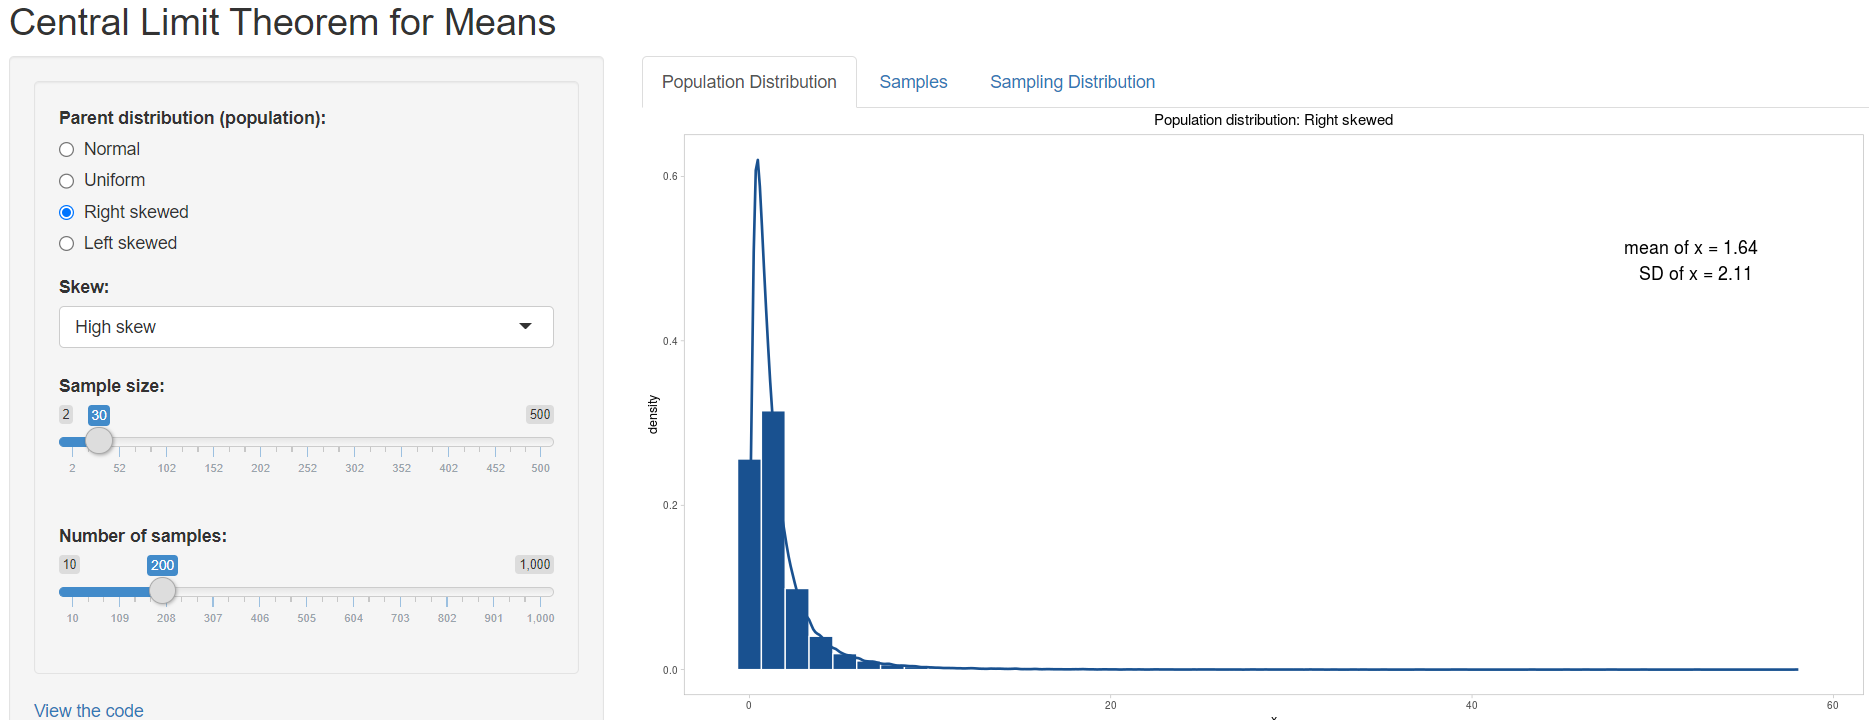 Central Limit Theorem for Means
Parent distribution (population):
Normal
Uniform
Right skewed
Left skewed
Skew:
High skew
Sample size:
2 30 500
2 52 102 152 202 252 302 352 402 452 500
Number of samples:
10 200 1,000
10 109 208 307 406 505 604 703 802 901 1,000
View the code
Population Distribution Samples Sampling Distribution
Population distribution: Right skewed
mean of x = 1.64
SD of x = 2.11
density
0.6
0.4
0.2
0.0
0 20 40 60